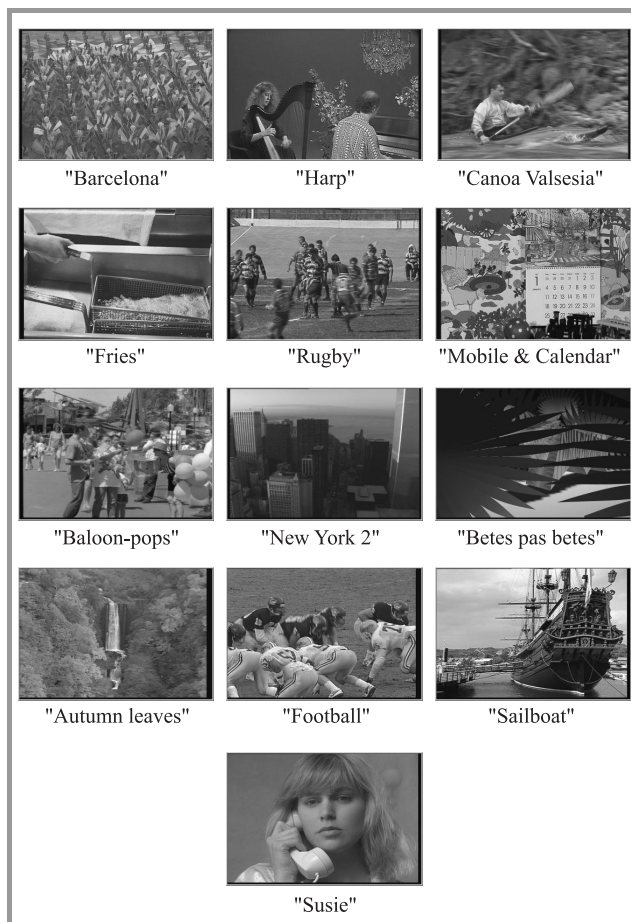 "Barcelona"
"Harp"
"Canoa Valsesia"
"Fries"
"Rugby"
"Mobile & Calendar"
"Baloon-pops"
"New York 2"
"Betes pas betes"
"Autumn leaves"
"Football"
"Sailboat"
"Susie"